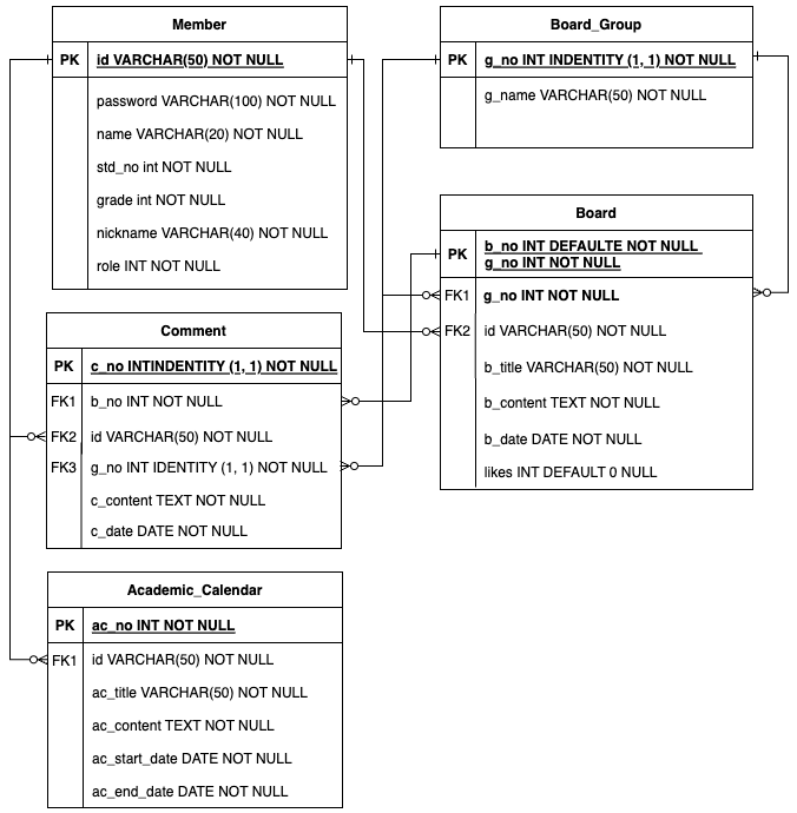 Member
PK id VARCHAR(50) NOT NULL
password VARCHAR(100) NOT NULL
name VARCHAR(20) NOT NULL
std_no int NOT NULL
grade int NOT NULL
nickname VARCHAR(40) NOT NULL
role INT NOT NULL
Board_Group
PK g_no INT INDENTITY (1, 1) NOT NULL
g_name VARCHAR(50) NOT NULL
Board
PK b_no INT DEFAULTE NOT NULL
g_no INT NOT NULL
FK1 g_no INT NOT NULL
FK2 id VARCHAR(50) NOT NULL
b_title VARCHAR(50) NOT NULL
b_content TEXT NOT NULL
b_date DATE NOT NULL
likes INT DEFAULT 0 NULL
Comment
PK c_no INTINDENTITY (1, 1) NOT NULL
FK1 b_no INT NOT NULL
FK2 id VARCHAR(50) NOT NULL
FK3 g_no INT IDENTITY (1, 1) NOT NULL
c_content TEXT NOT NULL
c_date DATE NOT NULL
Academic_Calendar
PK ac_no INT NOT NULL
FK1 id VARCHAR(50) NOT NULL
ac_title VARCHAR(50) NOT NULL
ac_content TEXT NOT NULL
ac_start_date DATE NOT NULL
ac_end_date DATE NOT NULL